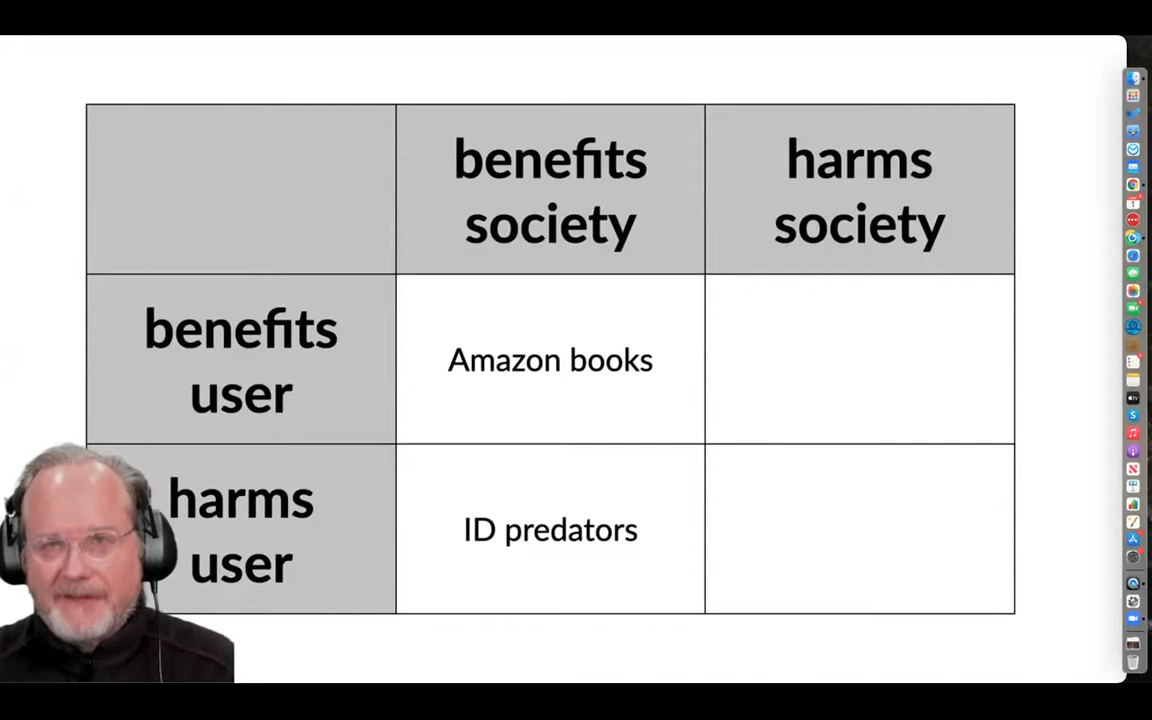 benefits
society
harms
society
benefits
user
Amazon books
harms
user
ID predators